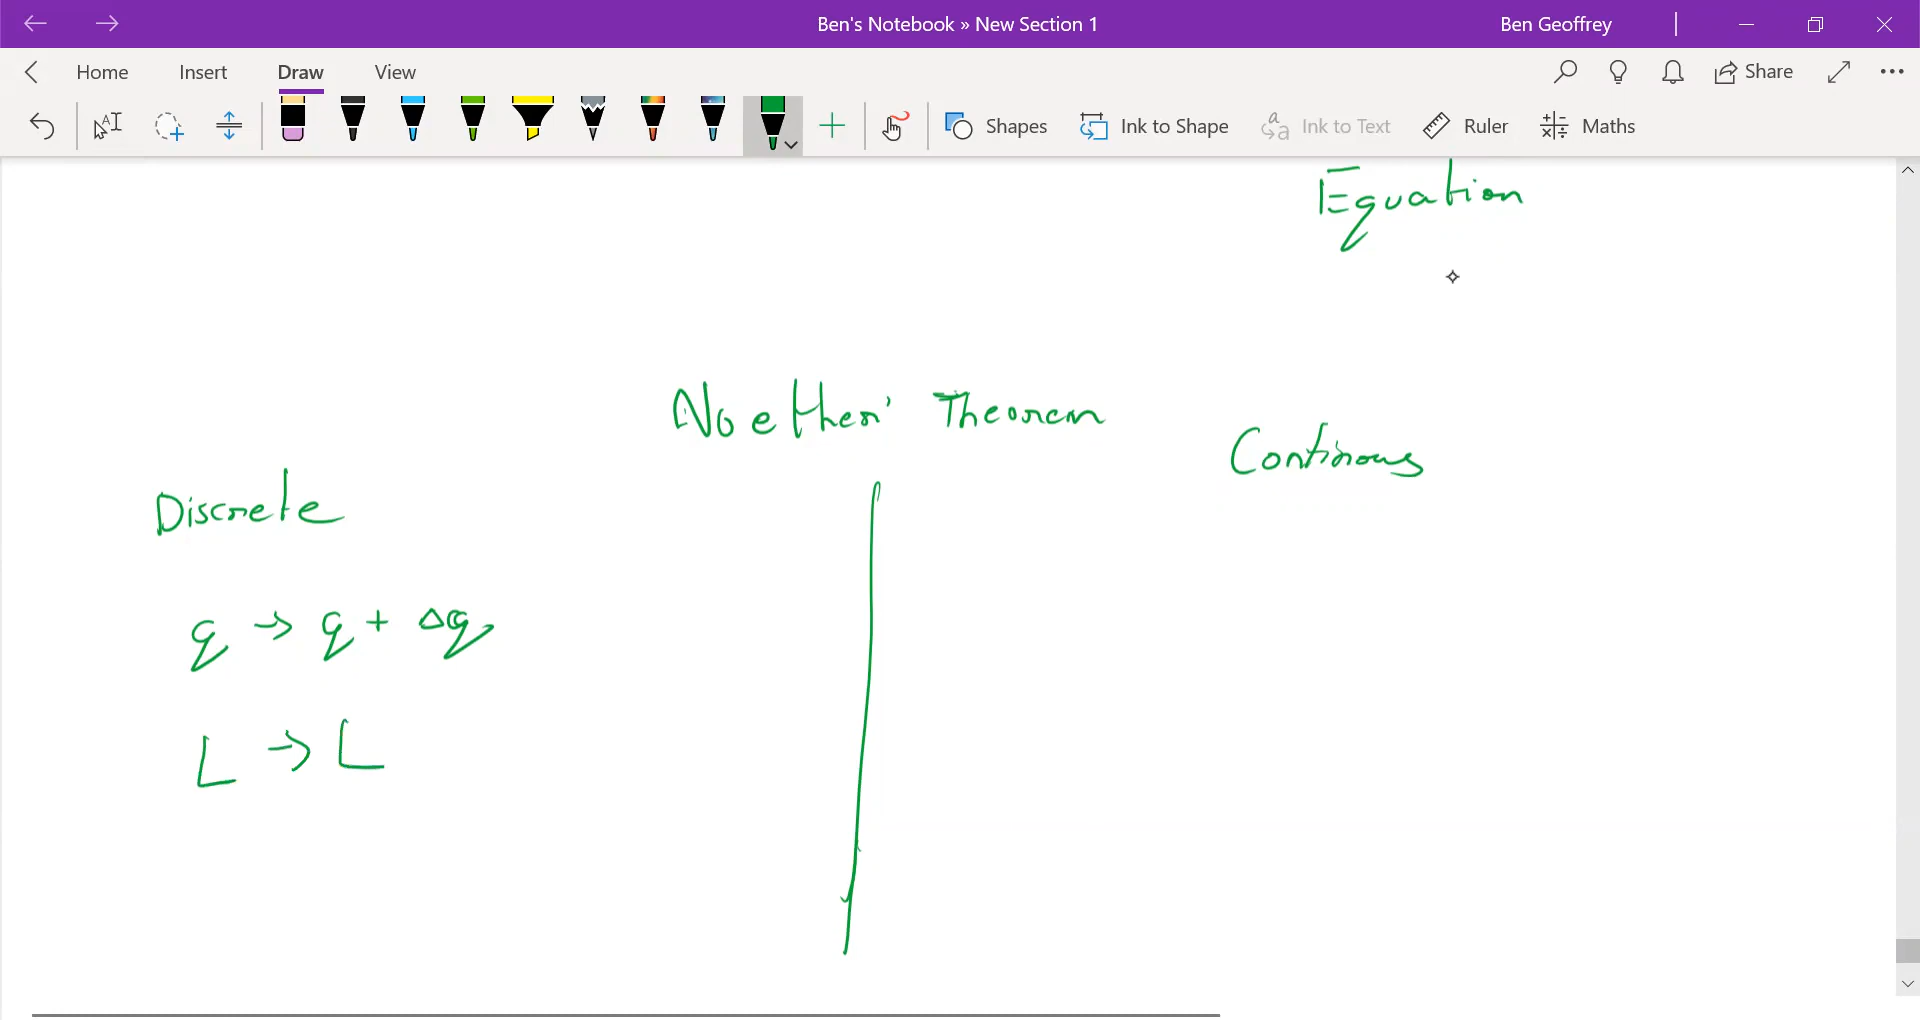 Ben's Notebook » New Section 1
Ben Geoffrey
Home Insert Draw View
Share
Shapes Ink to Shape Ink to Text Ruler Maths
Equation
Noether' Theorem
Discrete
Continous
q → q + Δq
L → L